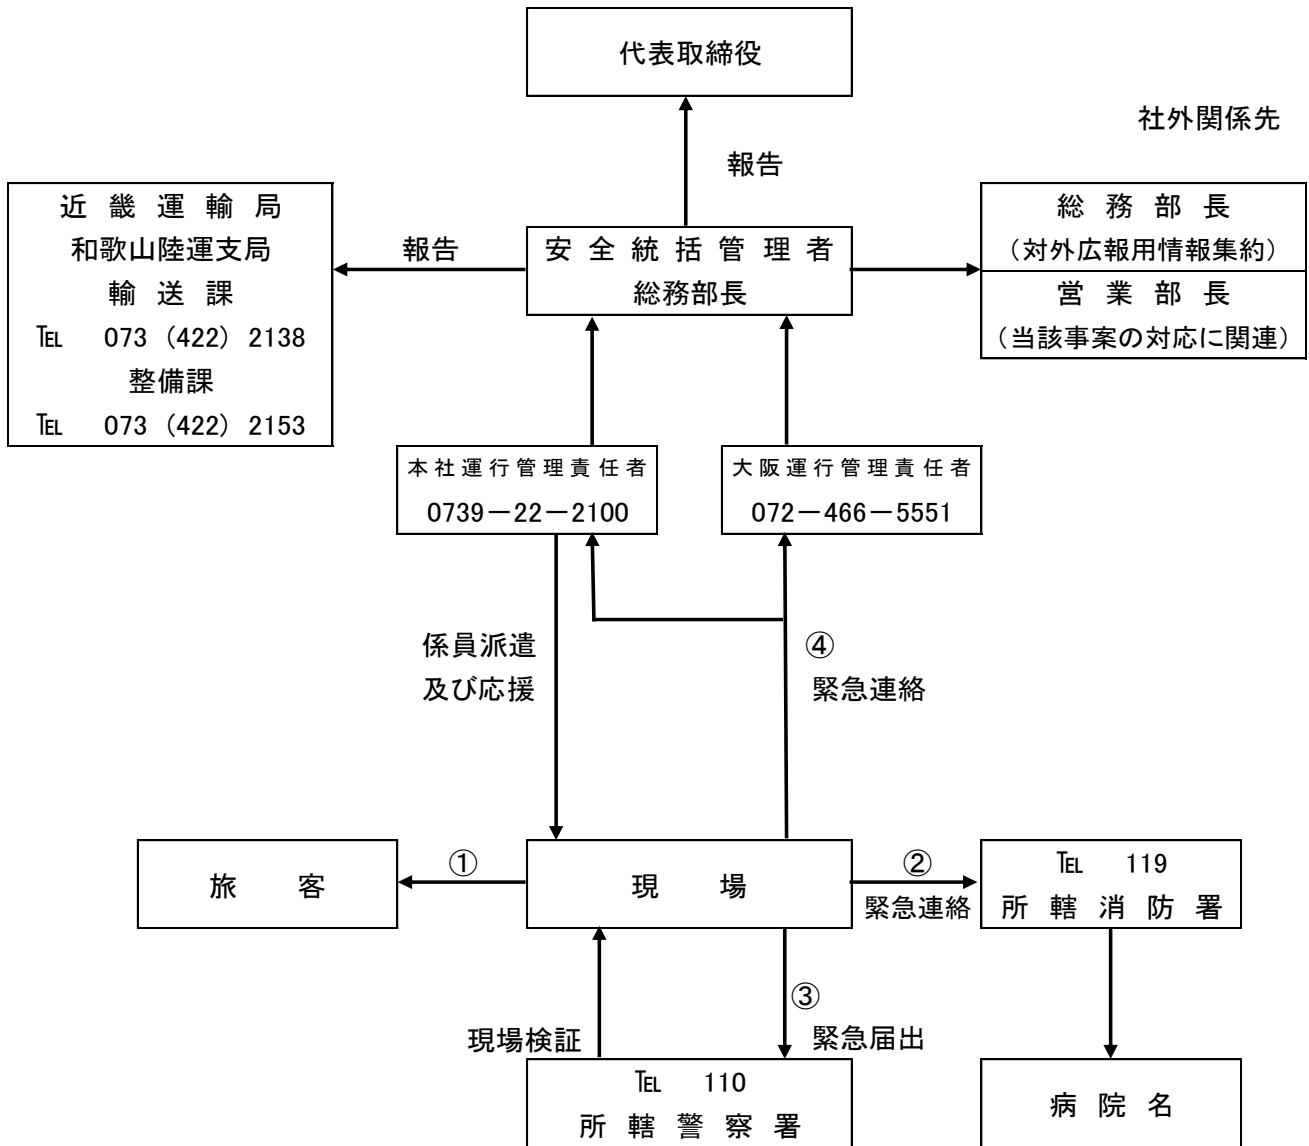 代表取締役
社外関係先
報告
近畿運輸局
和歌山陸運支局
輸送課
℡ 073（422）2138
整備課
℡ 073（422）2153
報告
安全統括管理者
総務部長
総務部長
（対外広報用情報集約）
営業部長
（当該事案の対応に関連）
本社運行管理責任者
0739－22－2100
大阪運行管理責任者
072－466－5551
係員派遣
及び応援
④
緊急連絡
旅客
①
現場
②
緊急連絡
℡ 119
所轄消防署
現場検証
③
緊急届出
℡ 110
所轄警察署
病院名